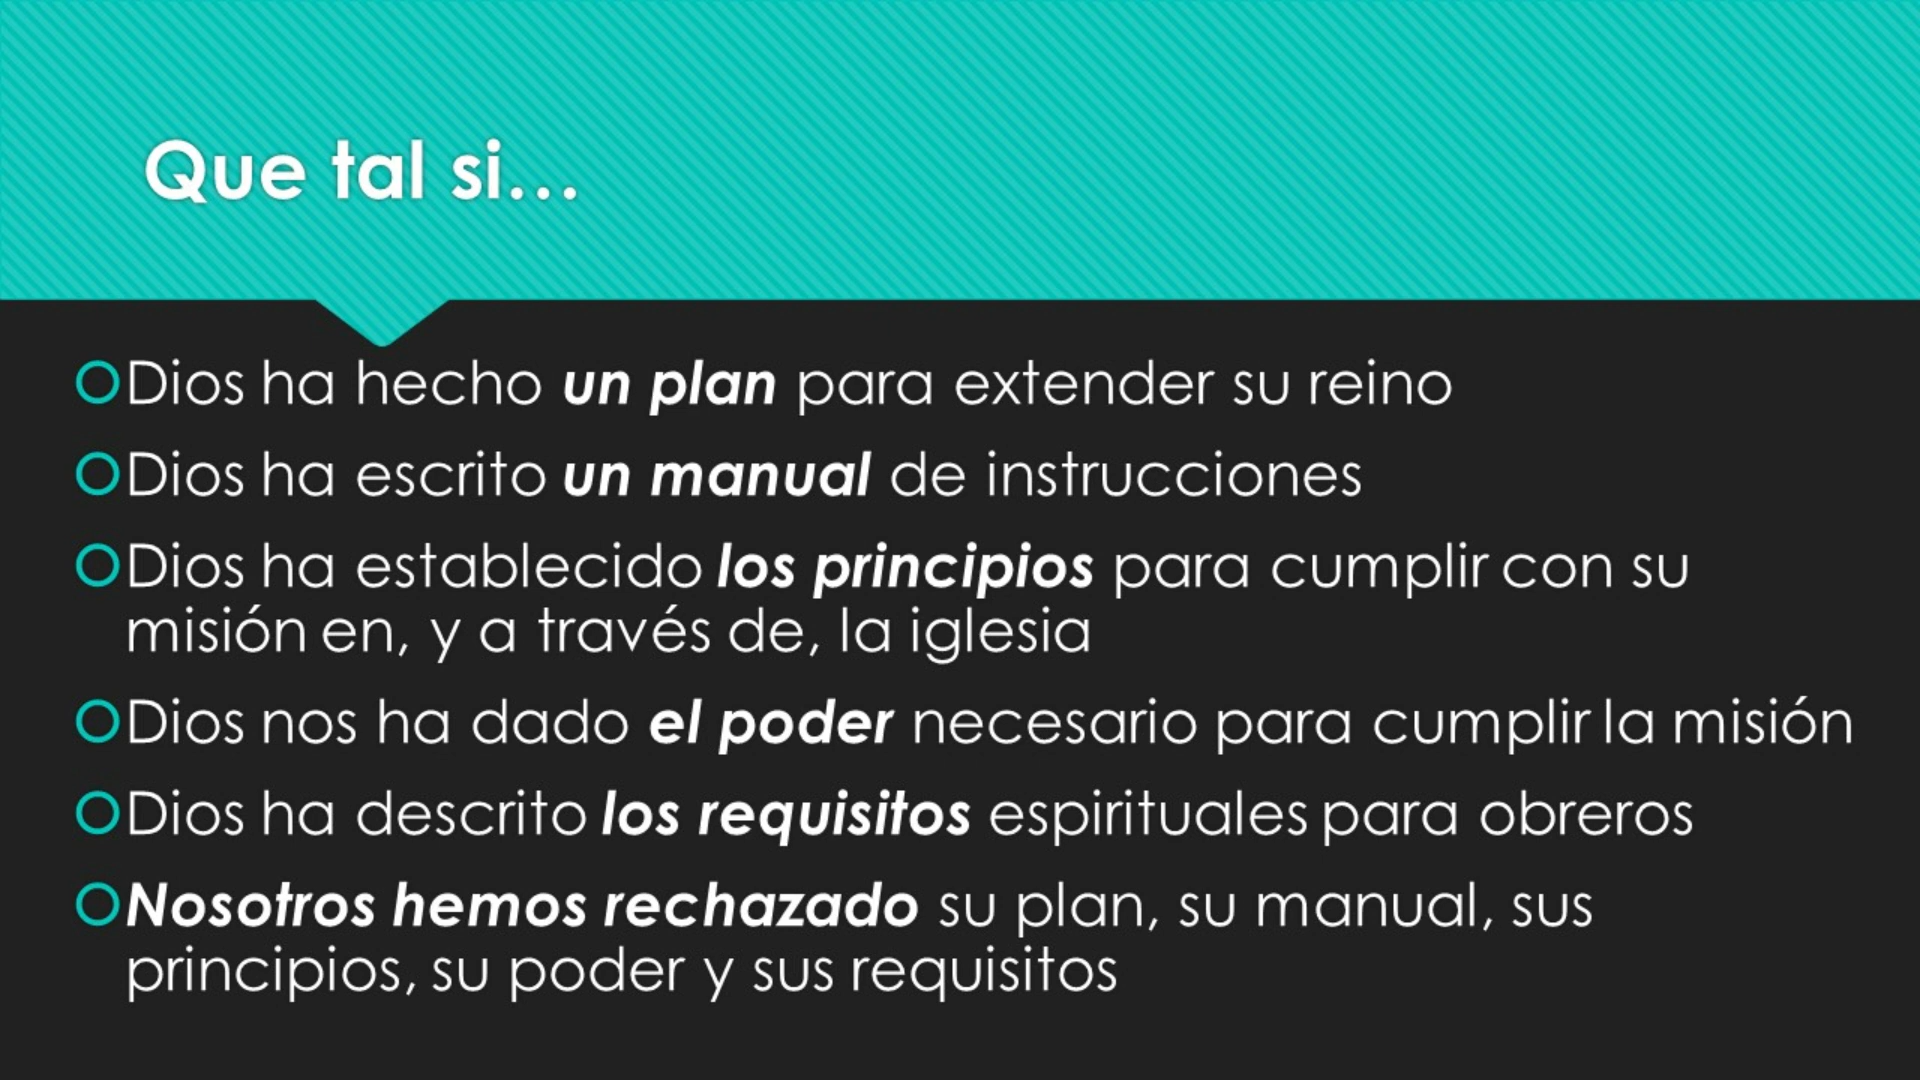 Que tal si...
Dios ha hecho un plan para extender su reino
Dios ha escrito un manual de instrucciones
Dios ha establecido los principios para cumplir con su
misión en, y a través de, la iglesia
Dios nos ha dado el poder necesario para cumplir la misión
Dios ha descrito los requisitos espirituales para obreros
Nosotros hemos rechazado su plan, su manual, sus
principios, su poder y sus requisitos